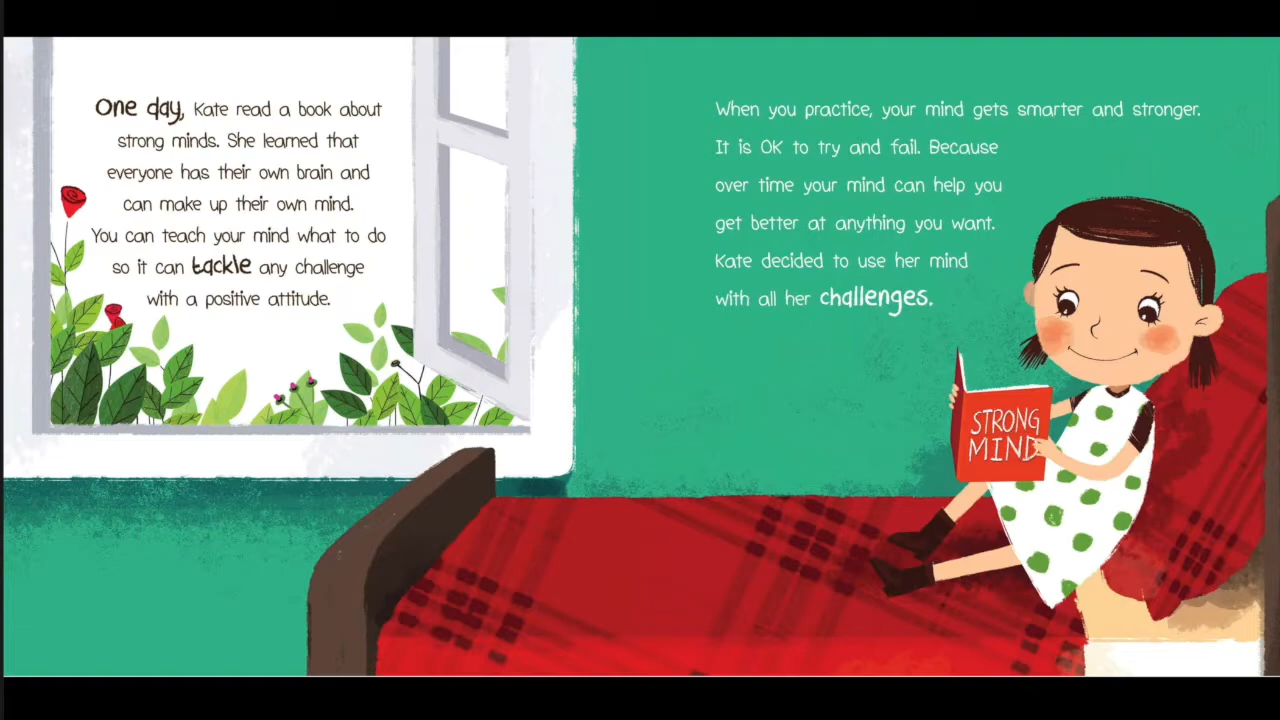 One day, Kate read a book about
strong minds. She learned that
everyone has their own brain and
can make up their own mind.
You can teach your mind what to do
so it can tackle any challenge
with a positive attitude.
When you practice, your mind gets smarter and stronger.
It is OK to try and fail. Because
over time your mind can help you
get better at anything you want.
Kate decided to use her mind
with all her challenges.
STRONG
MIND